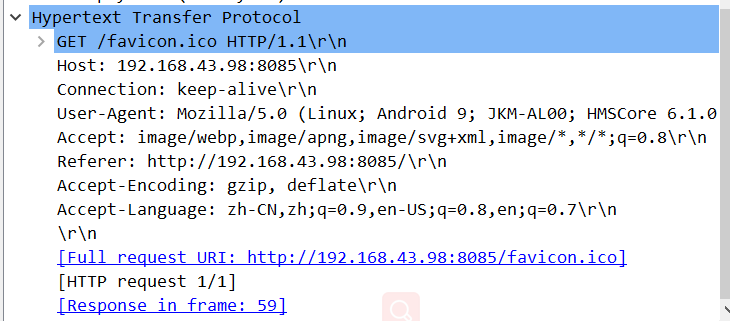 Hypertext Transfer Protocol
GET /favicon.ico HTTP/1.1\r\n
Host: 192.168.43.98:8085\r\n
Connection: keep-alive\r\n
User-Agent: Mozilla/5.0 (Linux; Android 9; JKM-AL00; HMSCore 6.1.0
Accept: image/webp,image/apng,image/svg+xml,image/*,*/*;q=0.8\r\n
Referer: http://192.168.43.98:8085/\r\n
Accept-Encoding: gzip, deflate\r\n
Accept-Language: zh-CN,zh;q=0.9,en-US;q=0.8,en;q=0.7\r\n
\r\n
[Full request URI: http://192.168.43.98:8085/favicon.ico]
[HTTP request 1/1]
[Response in frame: 59]